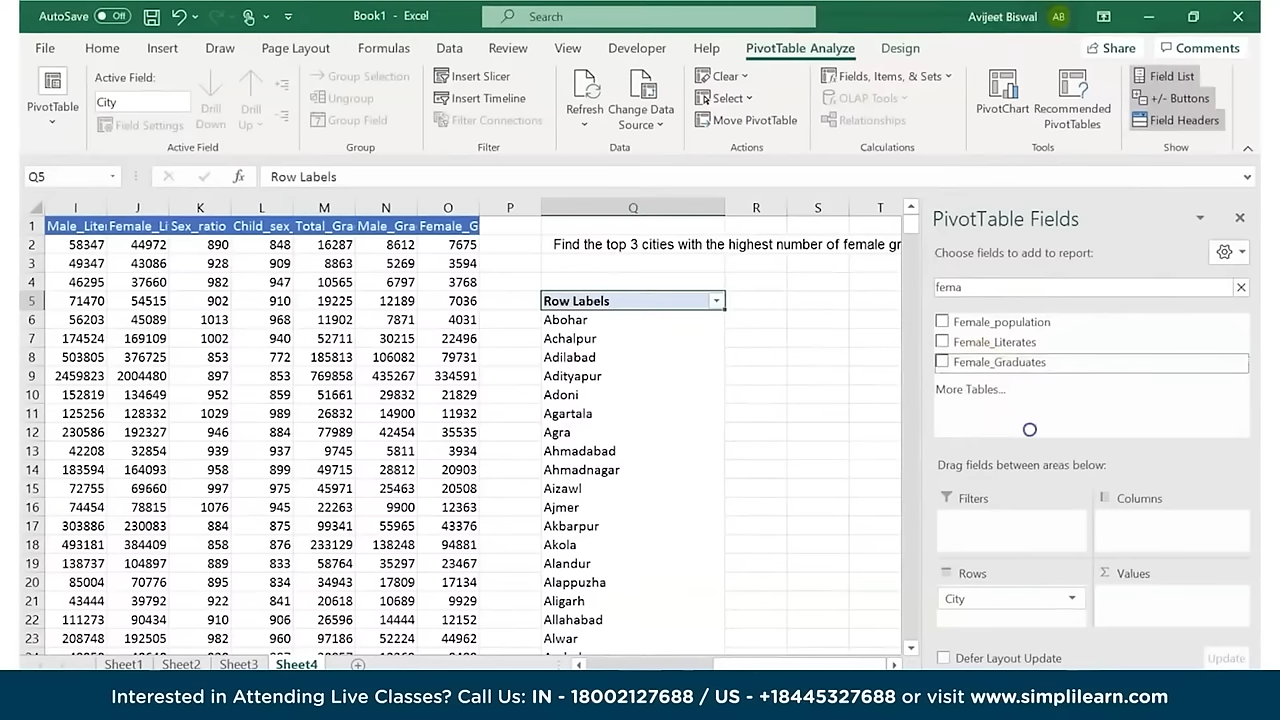 AutoSave Off Book1 - Excel Search Avijeet Biswal AB
File Home Insert Draw Page Layout Formulas Data Review View Developer Help PivotTable Analyze Design Share Comments
PivotTable
Active Field:
City
Field Settings
Drill Down
Drill Up
Active Field
Group Selection
Ungroup
Group Field
Group
Insert Slicer
Insert Timeline
Filter Connections
Filter
Refresh
Change Data Source
Data
Clear
Select
Move PivotTable
Actions
Fields, Items, & Sets
OLAP Tools
Relationships
Calculations
PivotChart
Recommended PivotTables
Tools
Field List
+/- Buttons
Field Headers
Show
Q5 fx Row Labels
I J K L M N O P Q R S T
1 Male_Lite Female_Li Sex_ratio Child_sex_ Total_Gra Male_Gra Female_G
2 58347 44972 890 848 16287 8612 7675 Find the top 3 cities with the highest number of female gr
3 49347 43086 928 909 8863 5269 3594
4 46295 37660 982 947 10565 6797 3768
5 71470 54515 902 910 19225 12189 7036 Row Labels
6 56203 45089 1013 968 11902 7871 4031 Abohar
7 174524 169109 1002 940 52711 30215 22496 Achalpur
8 503805 376725 853 772 185813 106082 79731 Adilabad
9 2459823 2004480 897 853 769858 435267 334591 Adityapur
10 152819 134649 952 859 51661 29832 21829 Adoni
11 125256 128332 1029 989 26832 14900 11932 Agartala
12 230586 192327 946 884 77989 42454 35535 Agra
13 42208 32854 939 937 9745 5811 3934 Ahmadabad
14 183594 164093 958 899 49715 28812 20903 Ahmadnagar
15 72755 69660 997 975 45971 25463 20508 Aizawl
16 74454 78815 1076 945 22263 9900 12363 Ajmer
17 303886 230083 884 875 99341 55965 43376 Akbarpur
18 493181 384409 858 876 233129 138248 94881 Akola
19 138737 104897 889 833 58764 35297 23467 Alandur
20 85004 70776 895 834 34943 17809 17134 Alappuzha
21 43444 39792 922 841 20618 10689 9929 Aligarh
22 111273 90434 910 906 26596 14444 12152 Allahabad
23 208748 192505 982 960 97186 52224 44962 Alwar
Sheet1 Sheet2 Sheet3 Sheet4
PivotTable Fields
Choose fields to add to report:
fema
Female_population
Female_Literates
Female_Graduates
More Tables...
Drag fields between areas below:
Filters Columns
Rows Σ Values
City
Defer Layout Update Update
Interested in Attending Live Classes? Call Us: IN - 18002127688 / US - +18445327688 or visit www.simplilearn.com